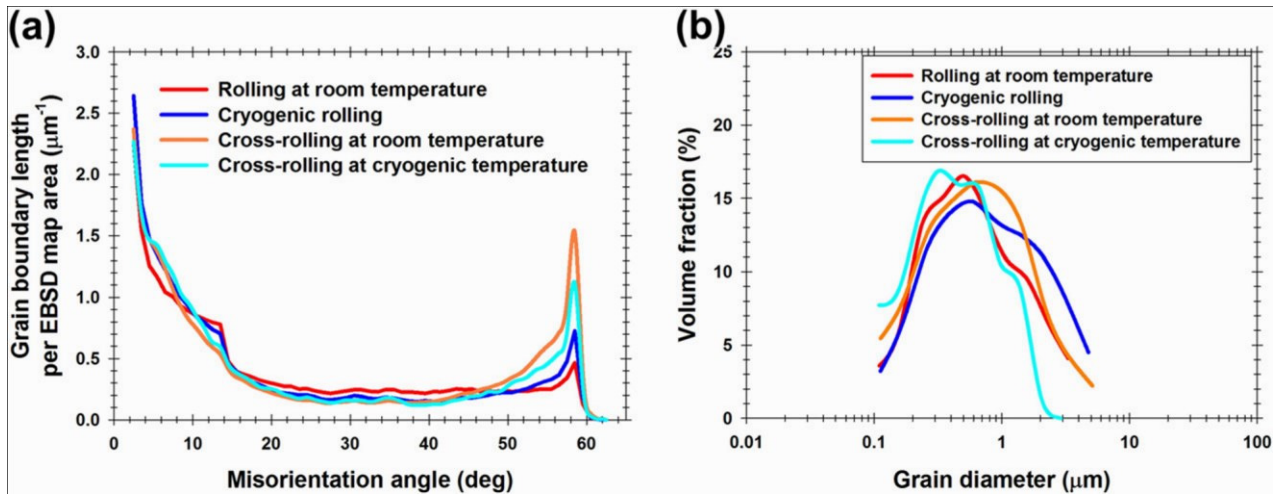 (a)
Grain boundary length
per EBSD map area (μm-1)
3.0
2.5
2.0
1.5
1.0
0.5
0.0
Rolling at room temperature
Cryogenic rolling
Cross-rolling at room temperature
Cross-rolling at cryogenic temperature
0 10 20 30 40 50 60
Misorientation angle (deg)
(b)
Volume fraction (%)
25
20
15
10
5
0
Rolling at room temperature
Cryogenic rolling
Cross-rolling at room temperature
Cross-rolling at cryogenic temperature
0.01 0.1 1 10 100
Grain diameter (μm)